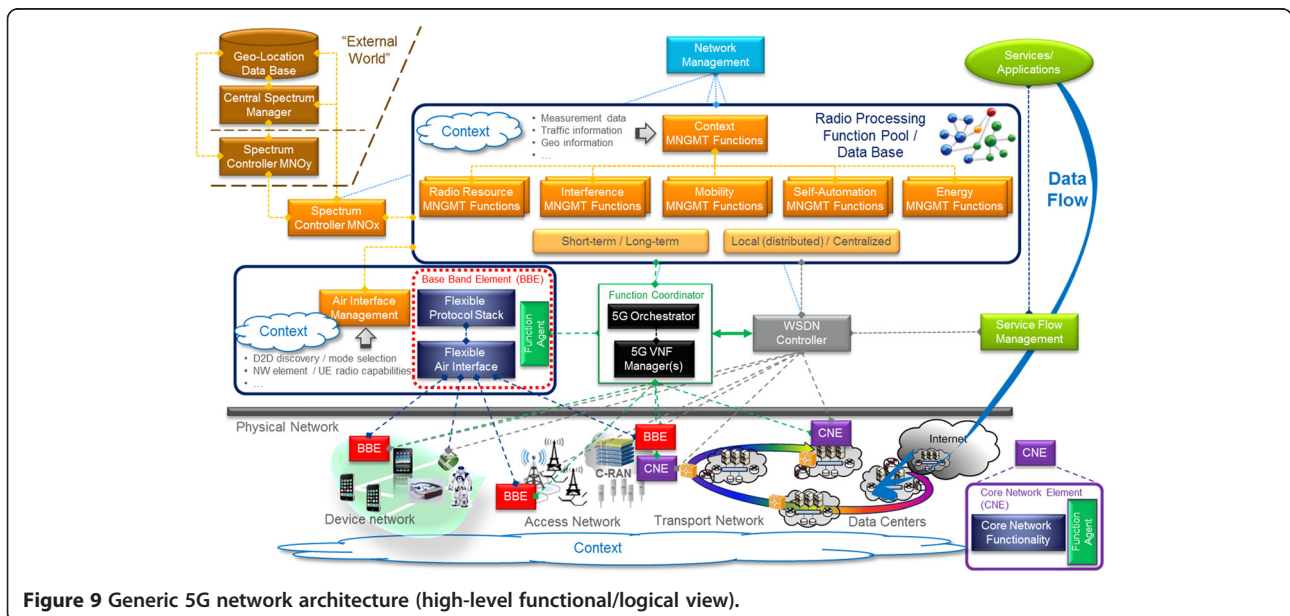 "External
World"
Geo-Location
Data Base
Central Spectrum
Manager
Spectrum
Controller MNOy
Spectrum
Controller MNOx
Network
Management
Services/
Applications
Context
• Measurement data
• Traffic information
• Geo information
• ...
Context
MNGMT Functions
Radio Processing
Function Pool /
Data Base
Radio Resource
MNGMT Functions
Interference
MNGMT Functions
Mobility
MNGMT Functions
Self-Automation
MNGMT Functions
Energy
MNGMT Functions
Short-term / Long-term
Local (distributed) / Centralized
Data
Flow
Base Band Element (BBE)
Air Interface
Management
Flexible
Protocol Stack
Flexible
Air Interface
Function
Agent
Context
• D2D discovery / mode selection
• NW element / UE radio capabilities
• ...
Function Coordinator
5G Orchestrator
5G VNF
Manager(s)
WSDN
Controller
Service Flow
Management
Physical Network
BBE
BBE
BBE
CNE
CNE
C-RAN
Internet
CNE
Device network
Access Network
Transport Network
Data Centers
Core Network Element
(CNE)
Core Network
Functionality
Function
Agent
Context
Figure 9 Generic 5G network architecture (high-level functional/logical view).